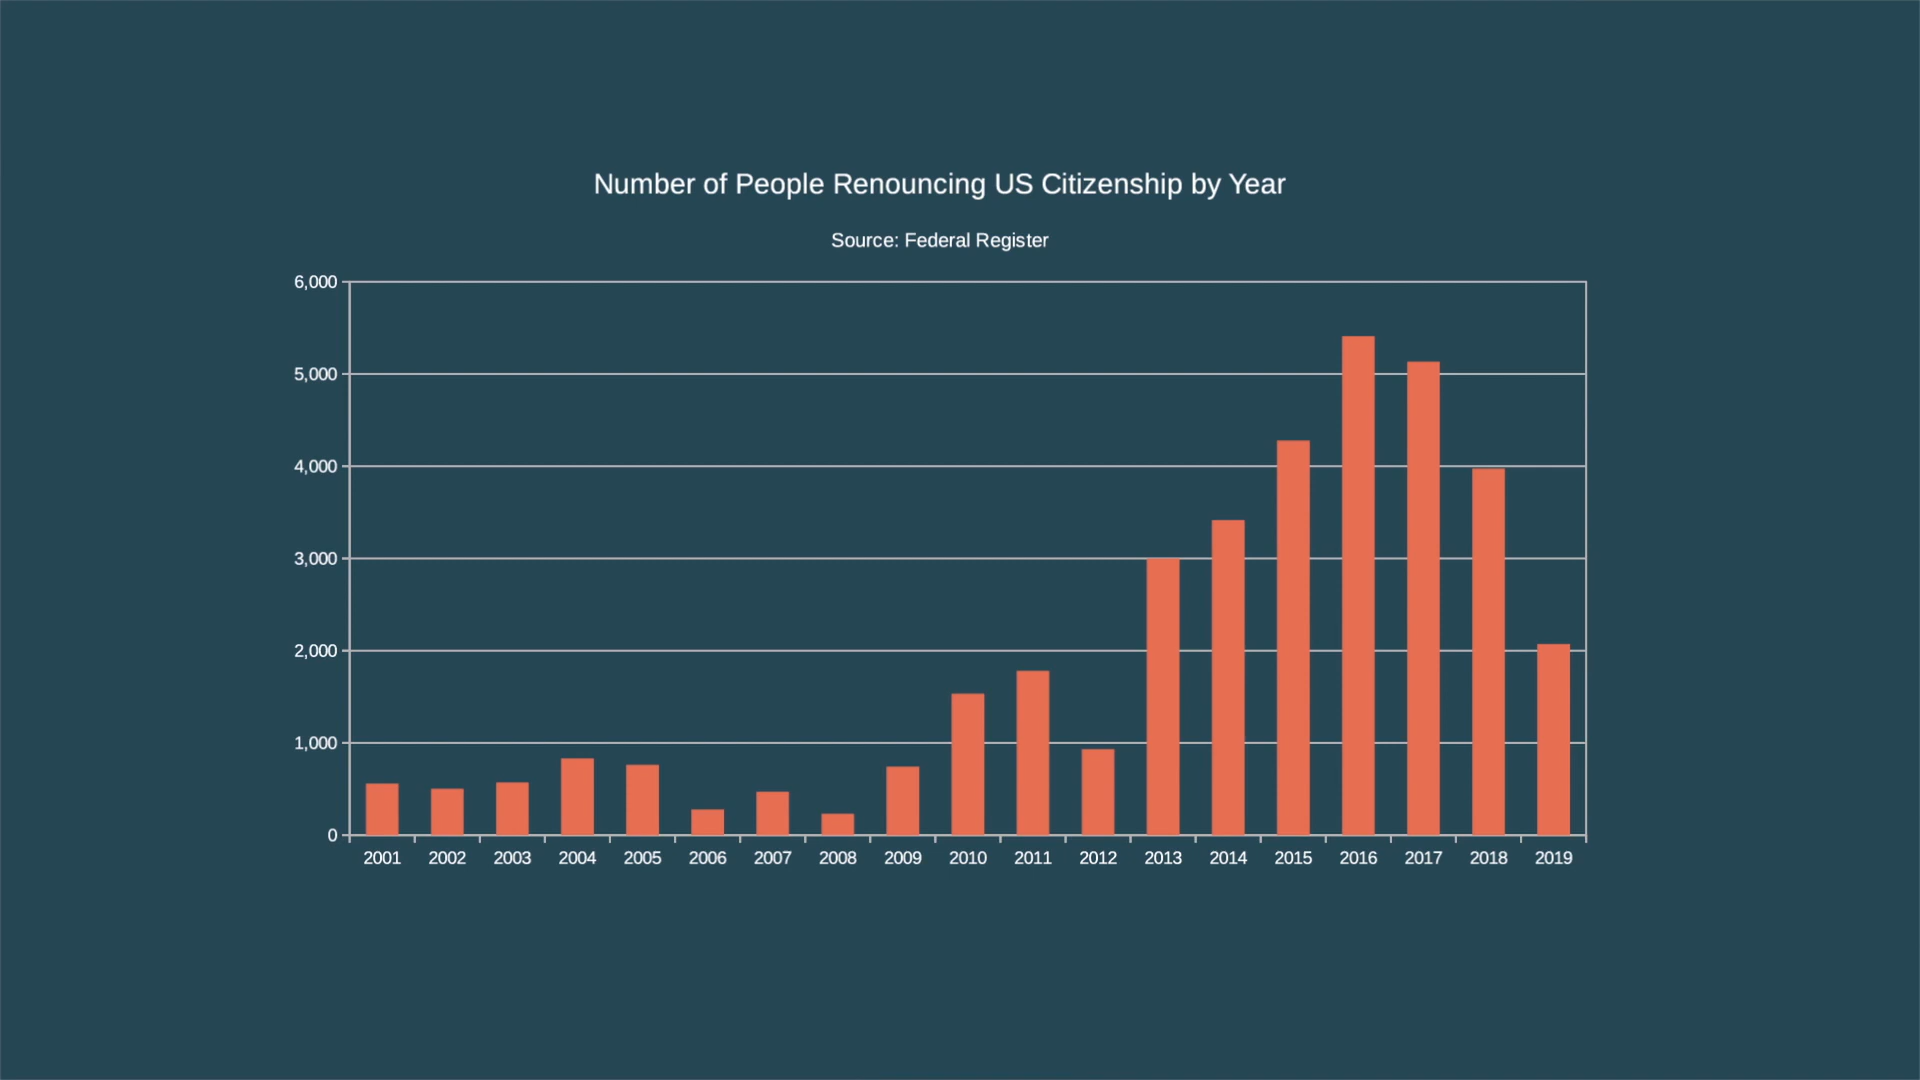 Number of People Renouncing US Citizenship by Year
Source: Federal Register
6,000
5,000
4,000
3,000
2,000
1,000
0
2001 2002 2003 2004 2005 2006 2007 2008 2009 2010 2011 2012 2013 2014 2015 2016 2017 2018 2019